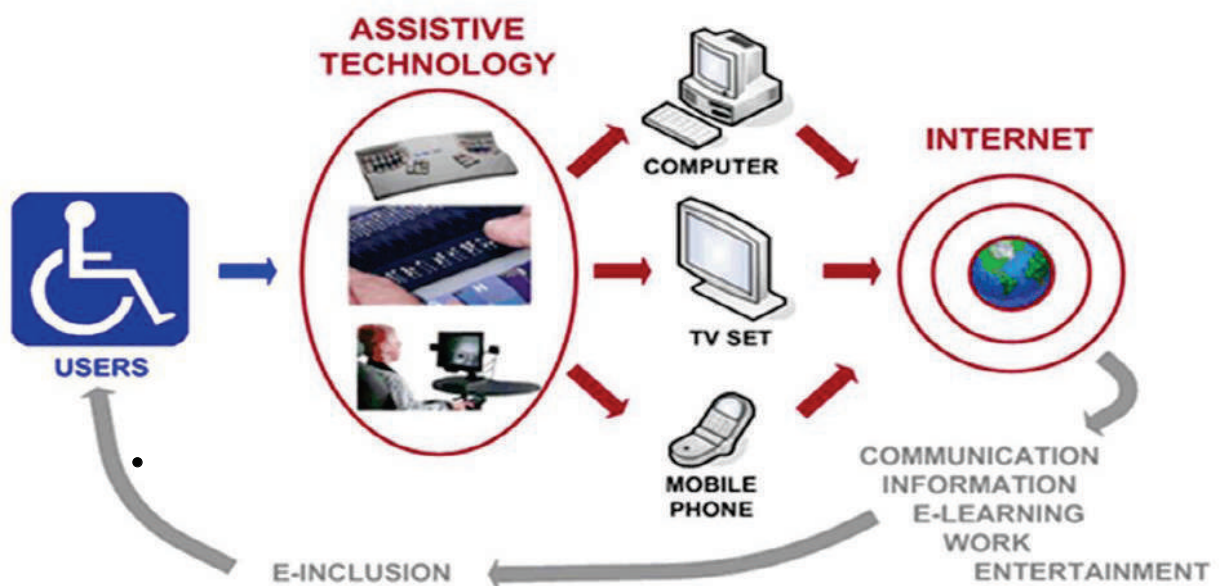 ASSISTIVE
TECHNOLOGY
COMPUTER
INTERNET
USERS
TV SET
MOBILE
PHONE
COMMUNICATION
INFORMATION
E-LEARNING
WORK
ENTERTAINMENT
E-INCLUSION